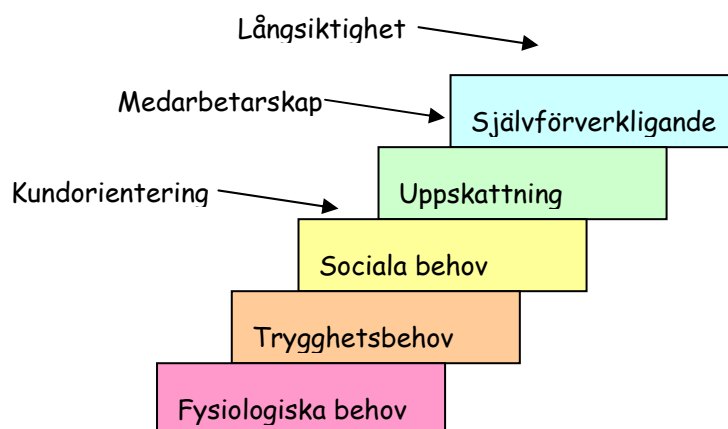 Långsiktighet
Medarbetarskap
Självförverkligande
Kundorientering
Uppskattning
Sociala behov
Trygghetsbehov
Fysiologiska behov